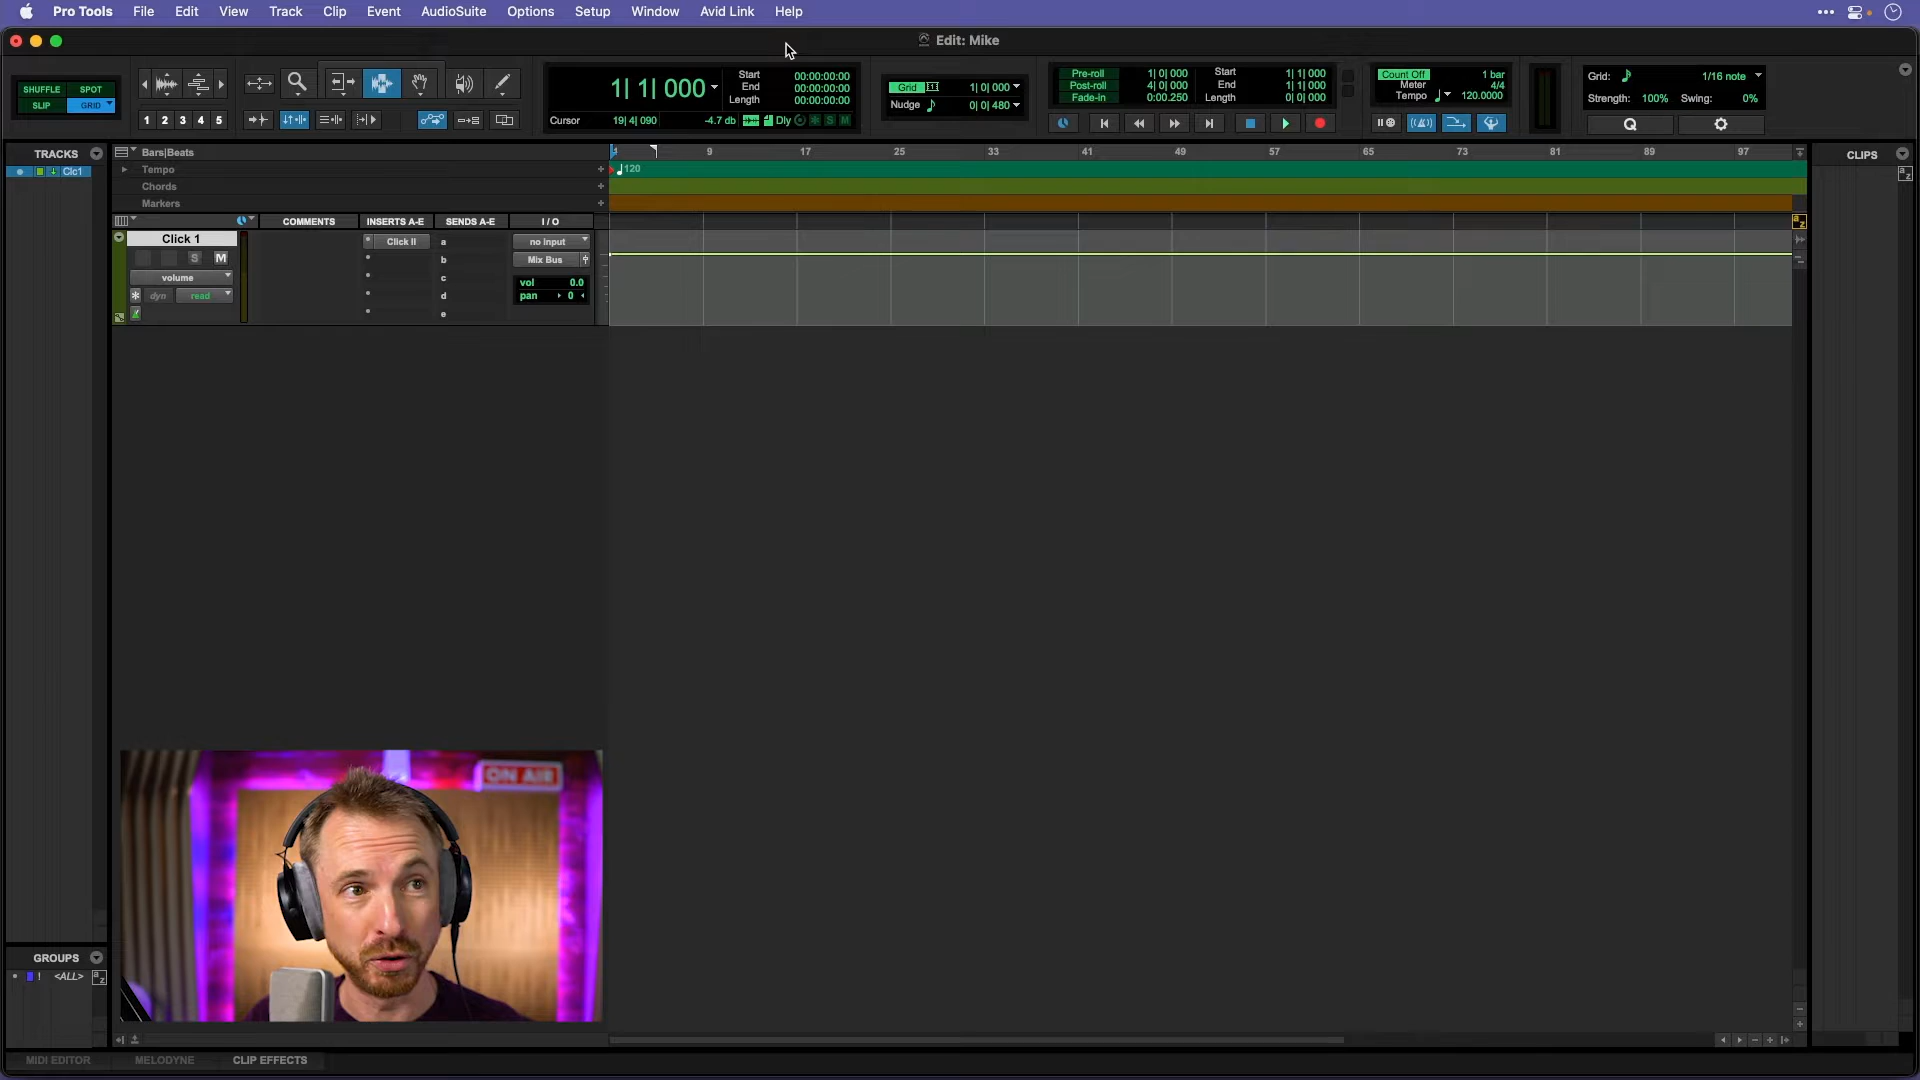 Pro Tools File Edit View Track Clip Event AudioSuite Options Setup Window Avid Link Help
Edit: Mike
SHUFFLE SPOT
SLIP GRID
1 2 3 4 5
1| 1| 000
Start 00:00:00:00
End 00:00:00:00
Length 00:00:00:00
Cursor 19| 4| 090 -4.7 db Dly S M
Grid 1| 0| 000
Nudge 0| 0| 480
Pre-roll 1| 0| 000 Start 1| 1| 000
Post-roll 4| 0| 000 End 1| 1| 000
Fade-in 0:00.250 Length 0| 0| 000
Count Off 1 bar
Meter 4/4
Tempo 120.0000
Grid: 1/16 note
Strength: 100% Swing: 0%
Q
TRACKS
Clc1
Bars|Beats
Tempo
Chords
Markers
9 17 25 33 41 49 57 65 73 81 89 97
120
CLIPS
a z
COMMENTS INSERTS A-E SENDS A-E I / O
Click 1
S M
volume
dyn read
Click II
a
b
c
d
e
no input
Mix Bus
vol 0.0
pan 0
ON AIR
GROUPS
! <ALL> a z
MIDI EDITOR MELODYNE CLIP EFFECTS